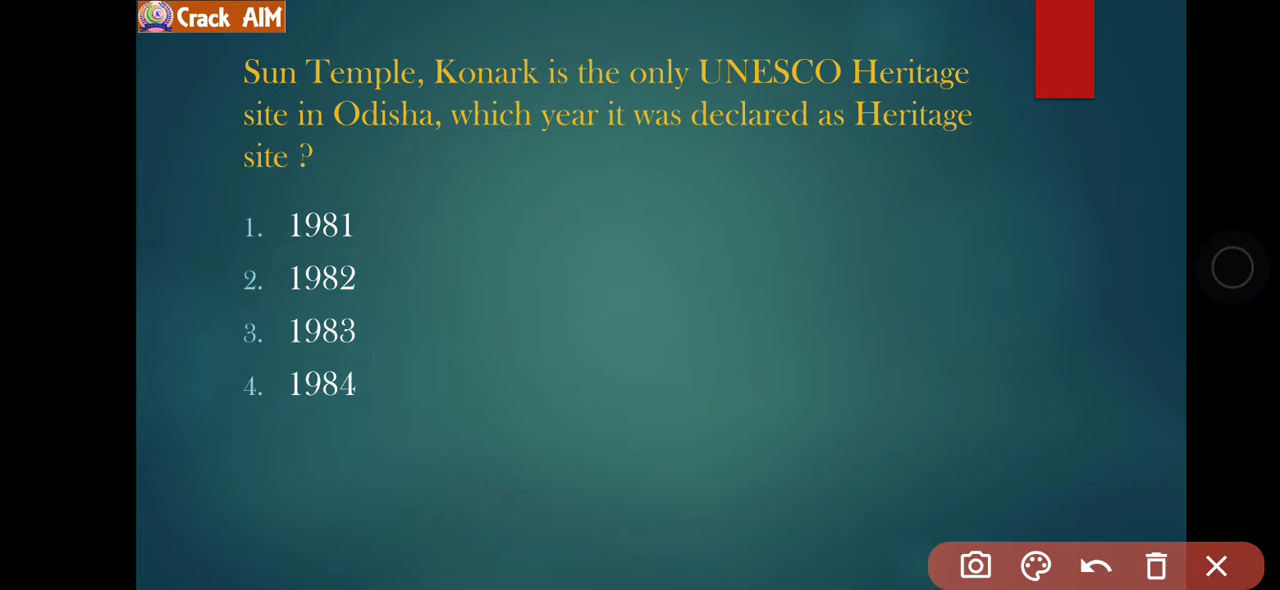 Crack AIM
Sun Temple, Konark is the only UNESCO Heritage
site in Odisha, which year it was declared as Heritage
site ?
1. 1981
2. 1982
3. 1983
4. 1984